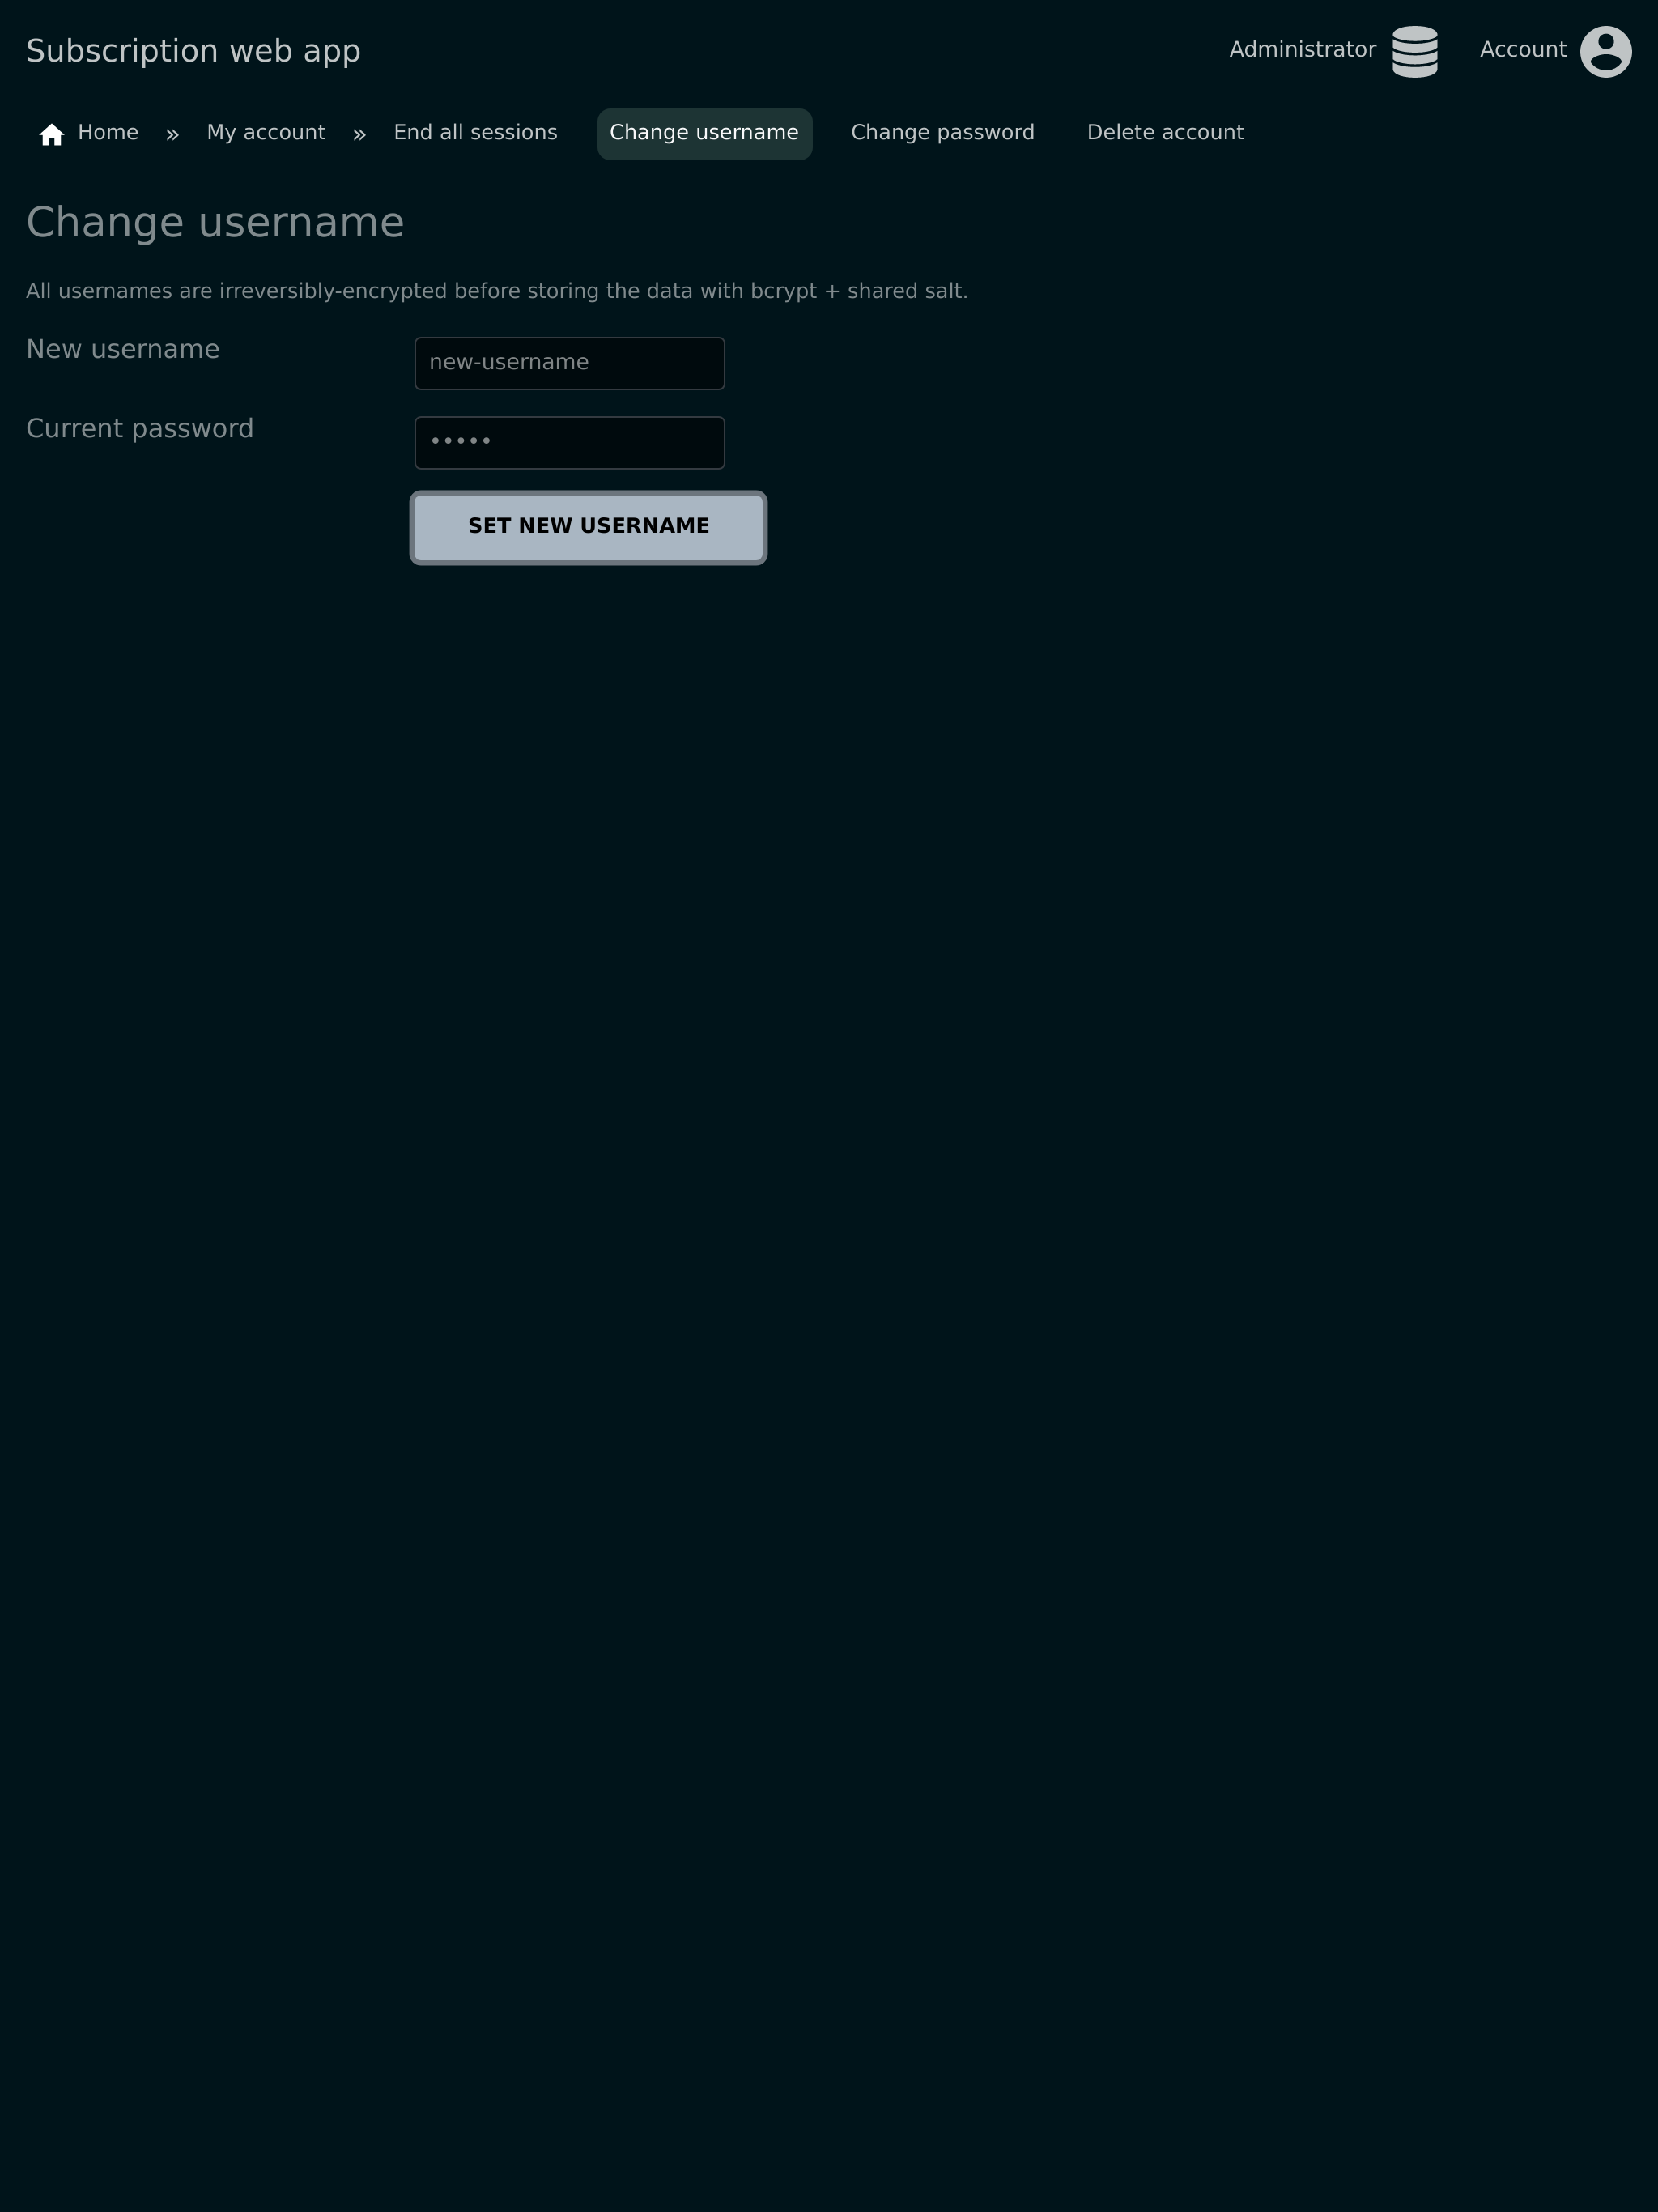 Subscription web app
Administrator
Account
Home » My account » End all sessions Change username Change password Delete account
Change username
All usernames are irreversibly-encrypted before storing the data with bcrypt + shared salt.
New username
new-username
Current password
•••••
SET NEW USERNAME